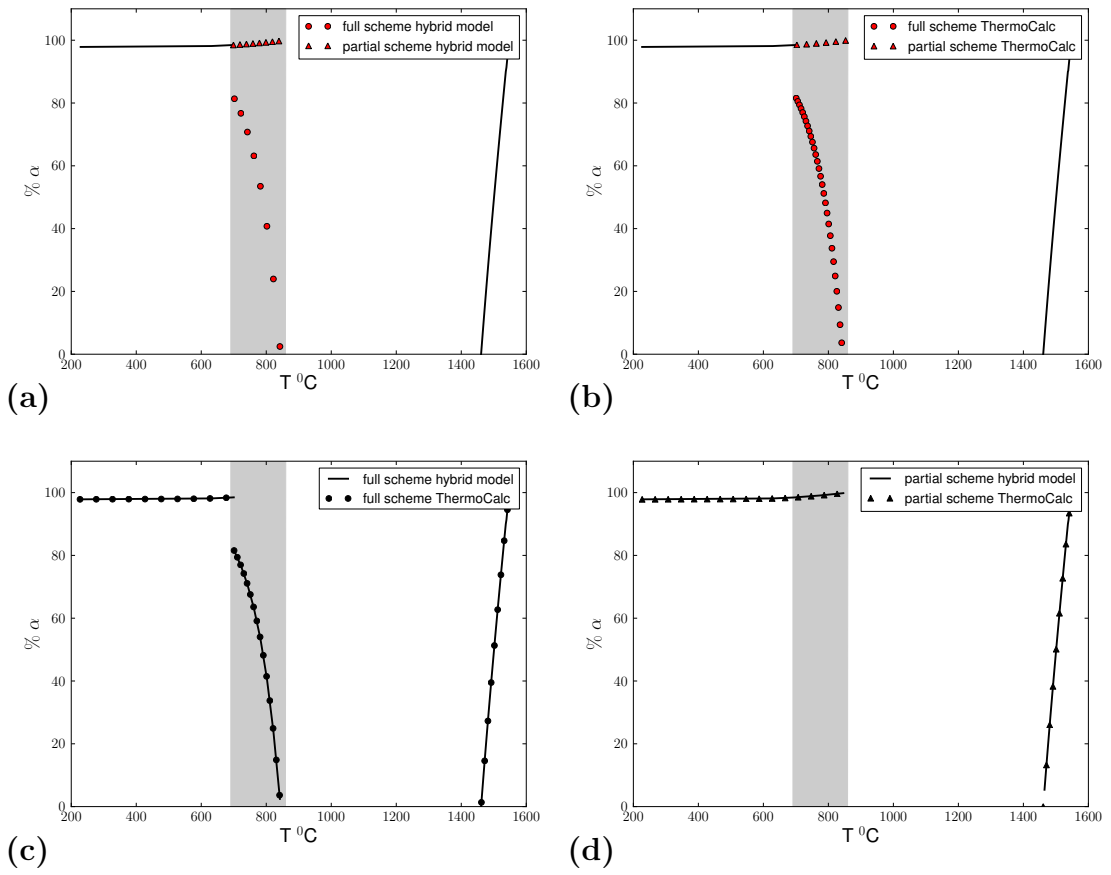 full scheme hybrid model
partial scheme hybrid model
% α
100
80
60
40
20
0
200 400 600 800 1000 1200 1400 1600
T ⁰C
(a)
full scheme ThermoCalc
partial scheme ThermoCalc
% α
100
80
60
40
20
0
200 400 600 800 1000 1200 1400 1600
T ⁰C
(b)
full scheme hybrid model
full scheme ThermoCalc
% α
100
80
60
40
20
0
200 400 600 800 1000 1200 1400 1600
T ⁰C
(c)
partial scheme hybrid model
partial scheme ThermoCalc
% α
100
80
60
40
20
0
200 400 600 800 1000 1200 1400 1600
T ⁰C
(d)